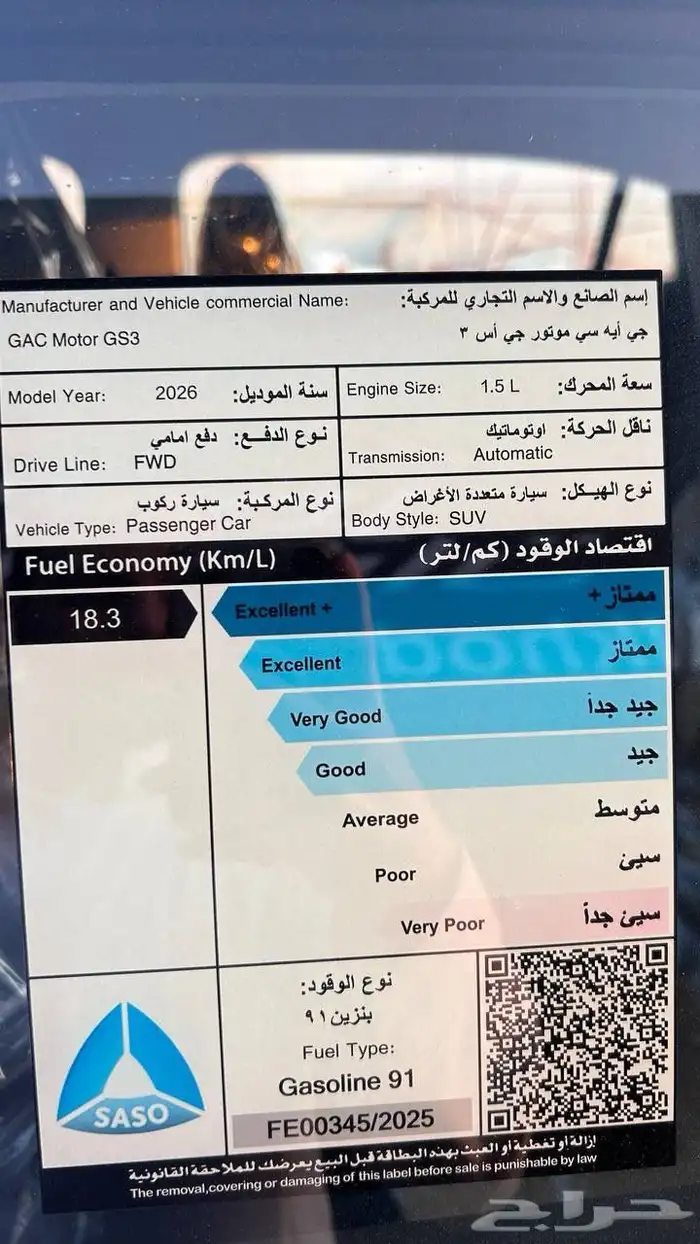 Manufacturer and Vehicle commercial Name: إسم الصانع والاسم التجاري للمركبة:
GAC Motor GS3 جي أيه سي موتور جي أس ٣
Model Year: 2026 سنة الموديل: Engine Size: 1.5 L سعة المحرك:
نوع الدفع: دفع امامي
Drive Line: FWD
ناقل الحركة: اوتوماتيك
Transmission: Automatic
نوع المركبة: سيارة ركوب
Vehicle Type: Passenger Car
نوع الهيكل: سيارة متعددة الأغراض
Body Style: SUV
Fuel Economy (Km/L) اقتصاد الوقود (كم/لتر)
18.3
Excellent + ممتاز +
Excellent ممتاز
Very Good جيد جداً
Good جيد
Average متوسط
Poor سيئ
Very Poor سيئ جداً
SASO
نوع الوقود:
بنزين ٩١
Fuel Type:
Gasoline 91
FE00345/2025
إزالة أو تغطية أو العبث بهذه البطاقة قبل البيع يعرضك للملاحقة القانونية
The removal,covering or damaging of this label before sale is punishable by law
حراج